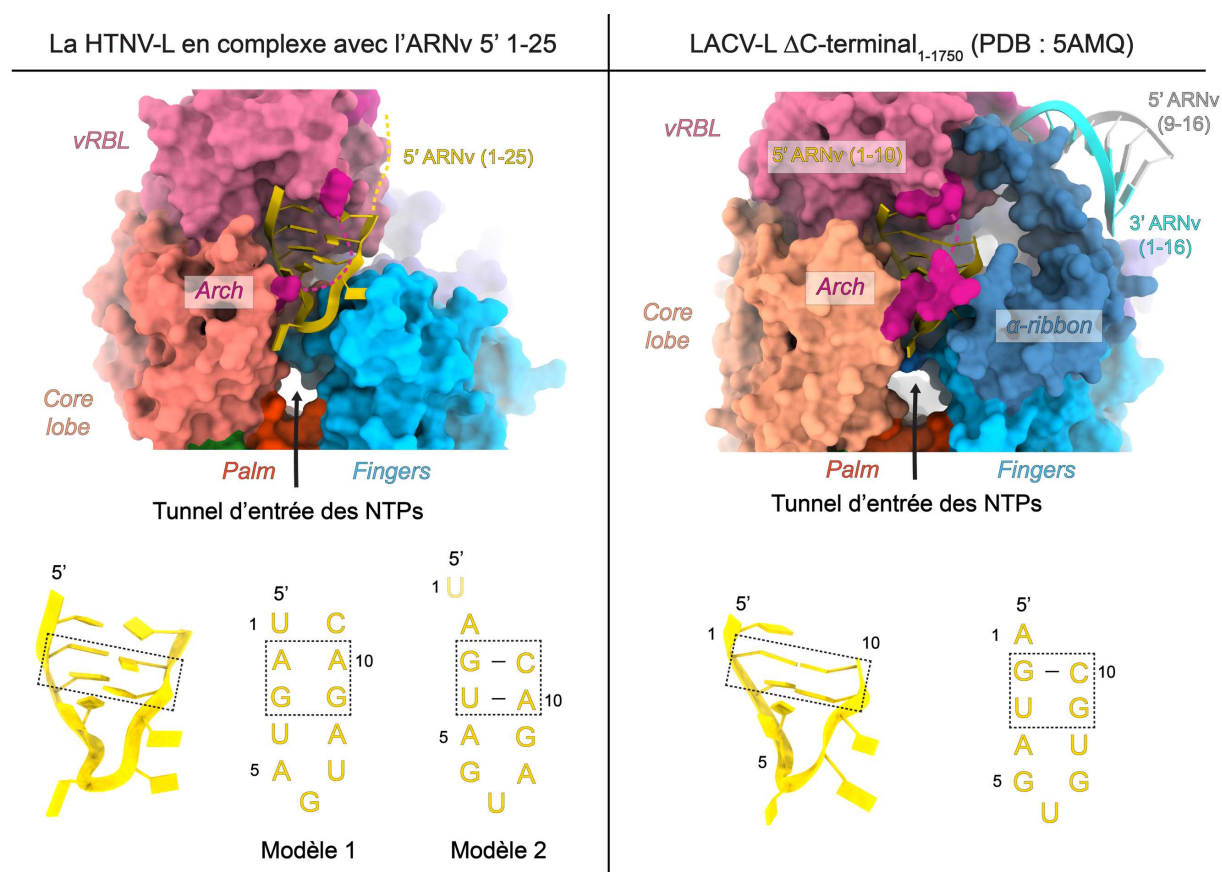 La HTNV-L en complexe avec l'ARNv 5' 1-25
vRBL
5' ARNv (1-25)
Arch
Core
lobe
Palm
Fingers
Tunnel d'entrée des NTPs
5'
5'
1 U C
A A 10
G G
U A
5 A U
G
Modèle 1
5'
1 U
A
G – C
U – A 10
5 A G
G A
U
Modèle 2
LACV-L ΔC-terminal1-1750 (PDB : 5AMQ)
vRBL
5' ARNv (1-10)
5' ARNv
(9-16)
3' ARNv
(1-16)
Arch
α-ribbon
Core
lobe
Palm
Fingers
Tunnel d'entrée des NTPs
5'
1
10
5
5'
1 A
G – C 10
U G
A U
5 G G
U